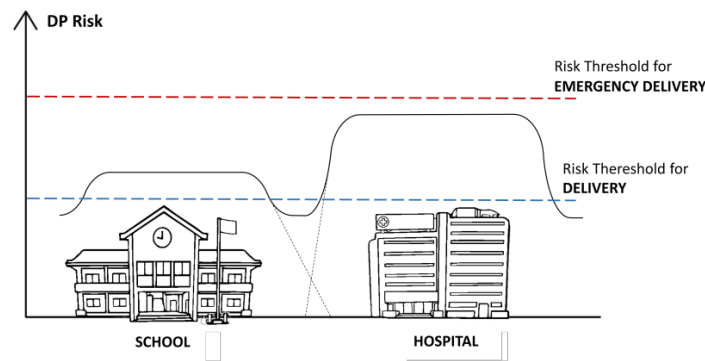 DP Risk
Risk Threshold for
EMERGENCY DELIVERY
Risk Thereshold for
DELIVERY
SCHOOL
HOSPITAL